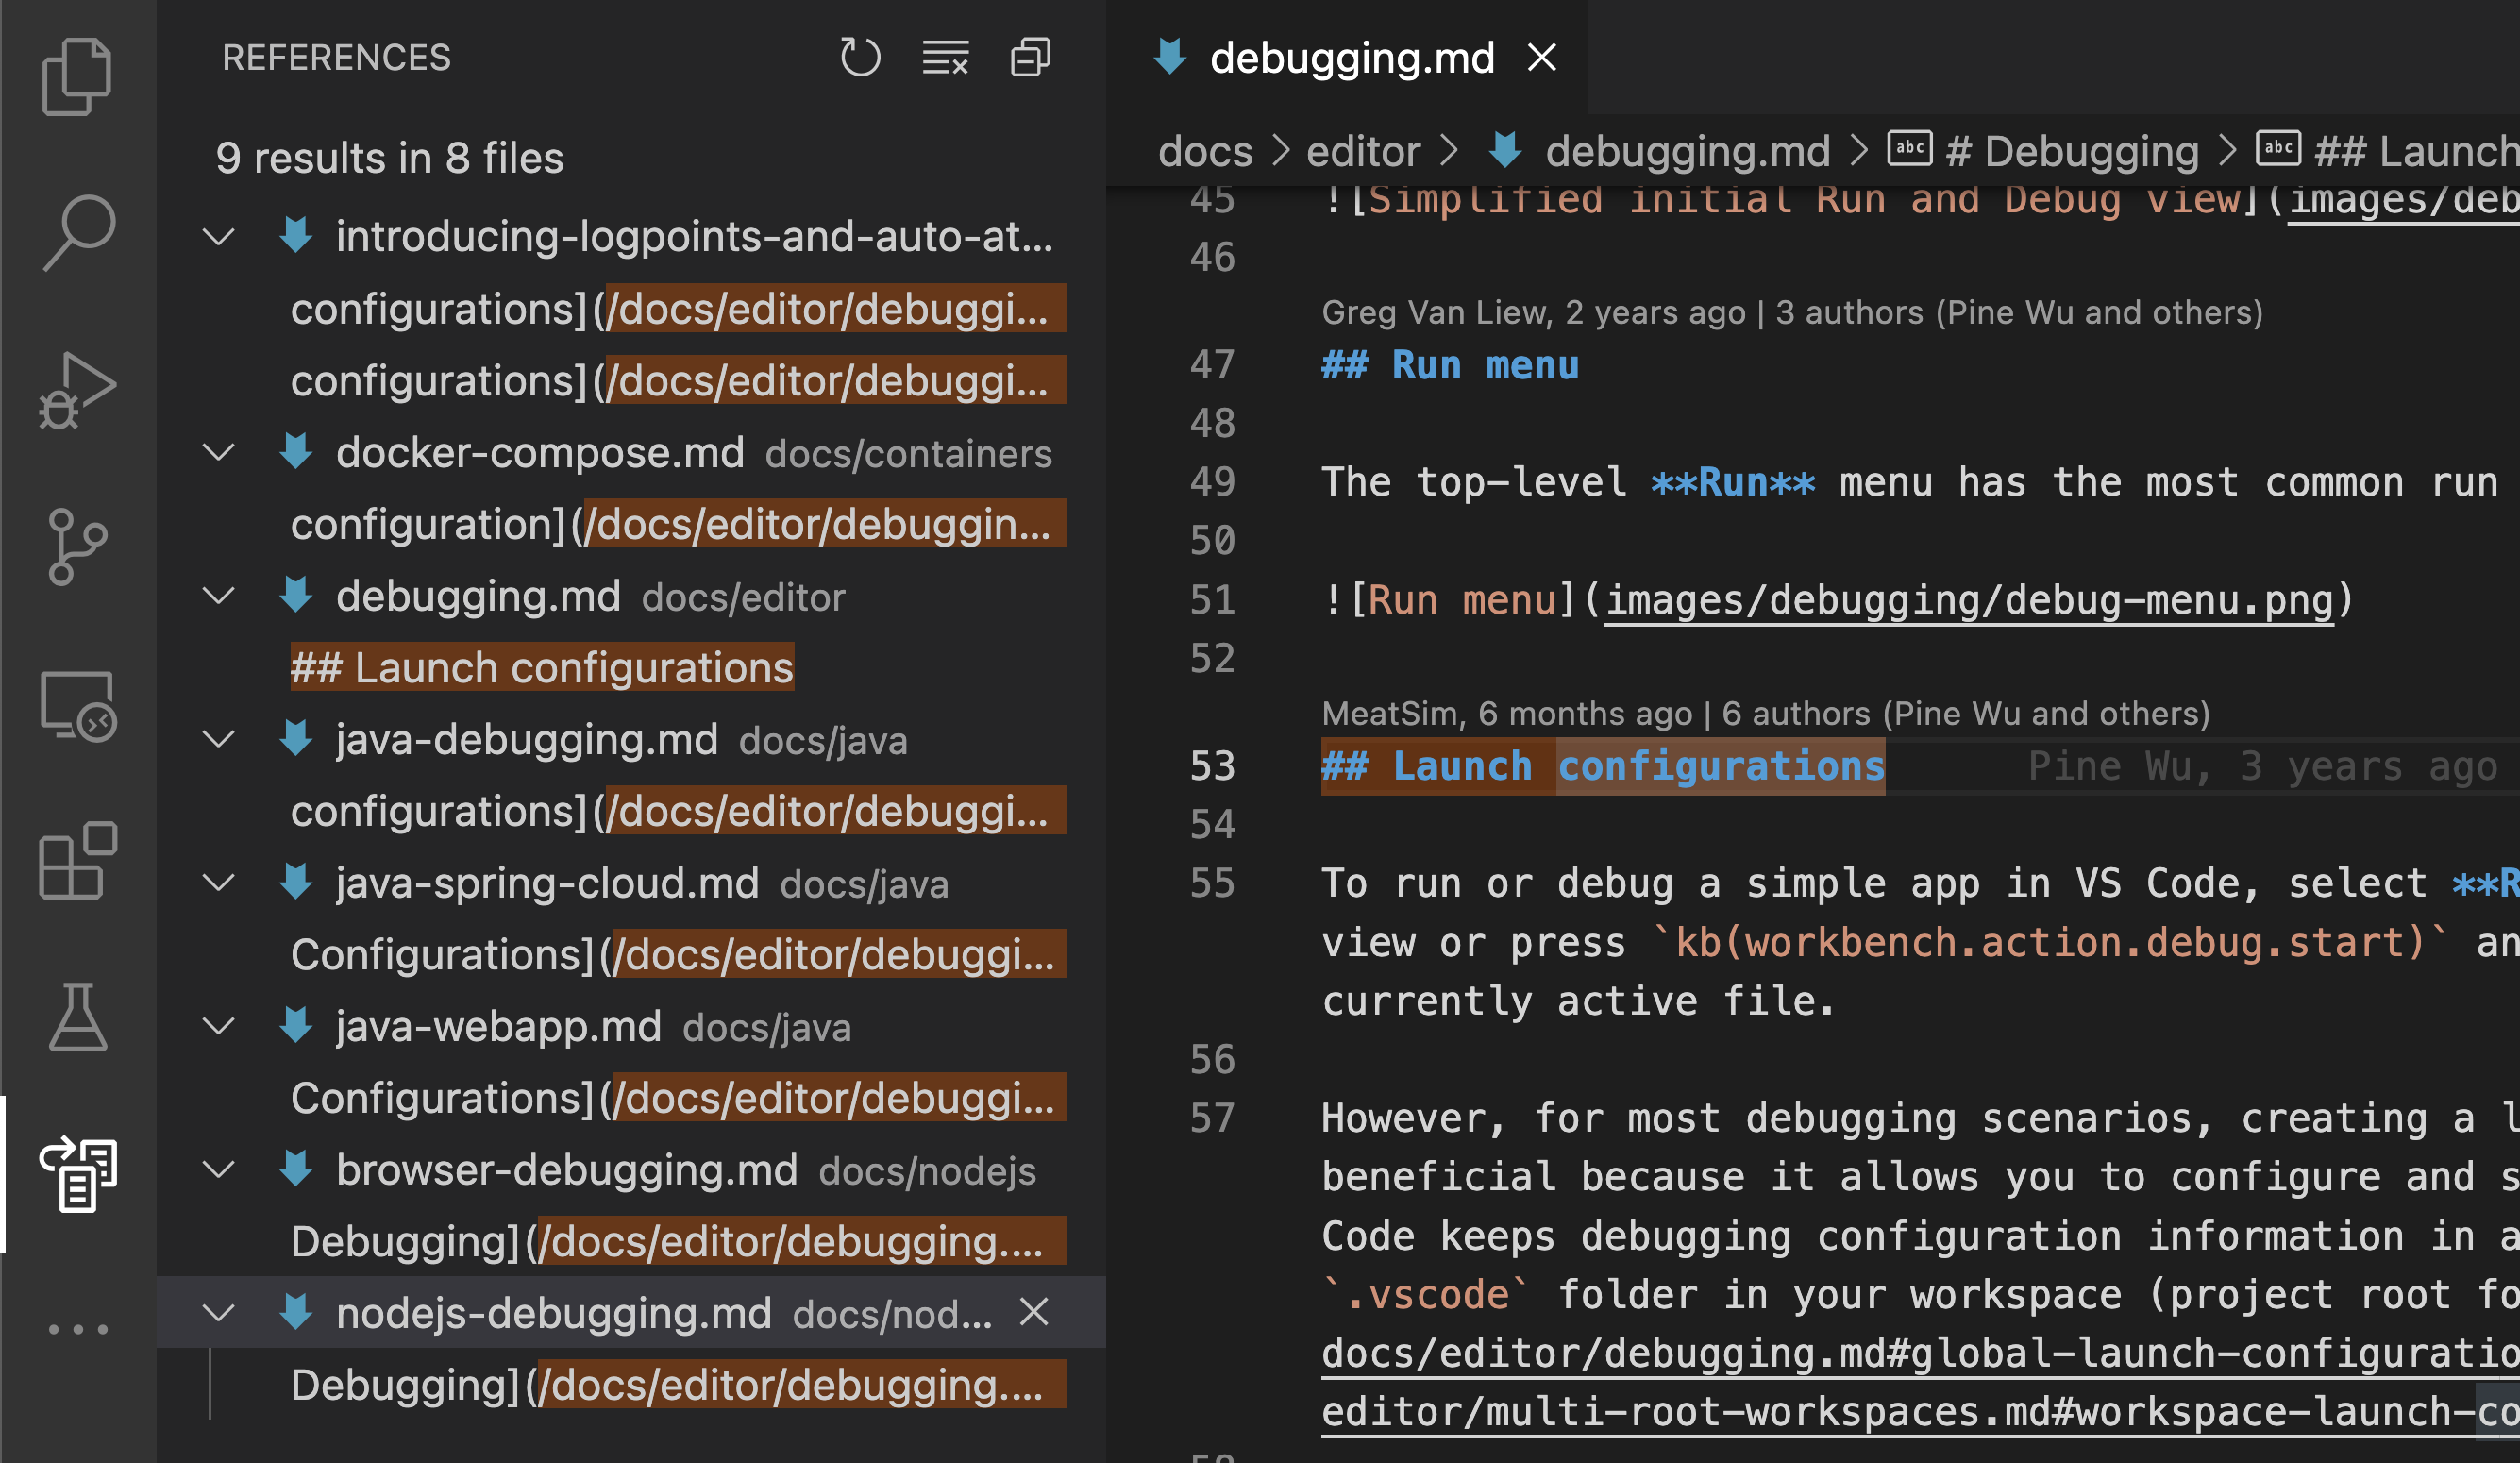 REFERENCES
9 results in 8 files
introducing-logpoints-and-auto-at...
configurations](/docs/editor/debuggi...
configurations](/docs/editor/debuggi...
docker-compose.md docs/containers
configuration](/docs/editor/debuggin...
debugging.md docs/editor
## Launch configurations
java-debugging.md docs/java
configurations](/docs/editor/debuggi...
java-spring-cloud.md docs/java
Configurations](/docs/editor/debuggi...
java-webapp.md docs/java
Configurations](/docs/editor/debuggi...
browser-debugging.md docs/nodejs
Debugging](/docs/editor/debugging....
nodejs-debugging.md docs/nod...
Debugging](/docs/editor/debugging....
debugging.md
docs > editor > debugging.md > abc # Debugging > abc ## Launch
45 ![Simplified initial Run and Debug view](images/deb
46
Greg Van Liew, 2 years ago | 3 authors (Pine Wu and others)
47 ## Run menu
48
49 The top-level **Run** menu has the most common run
50
51 ![Run menu](images/debugging/debug-menu.png)
52
MeatSim, 6 months ago | 6 authors (Pine Wu and others)
53 ## Launch configurations Pine Wu, 3 years ago
54
55 To run or debug a simple app in VS Code, select **R
view or press `kb(workbench.action.debug.start)` an
currently active file.
56
57 However, for most debugging scenarios, creating a l
beneficial because it allows you to configure and s
Code keeps debugging configuration information in a
`.vscode` folder in your workspace (project root fo
docs/editor/debugging.md#global-launch-configuratio
editor/multi-root-workspaces.md#workspace-launch-co